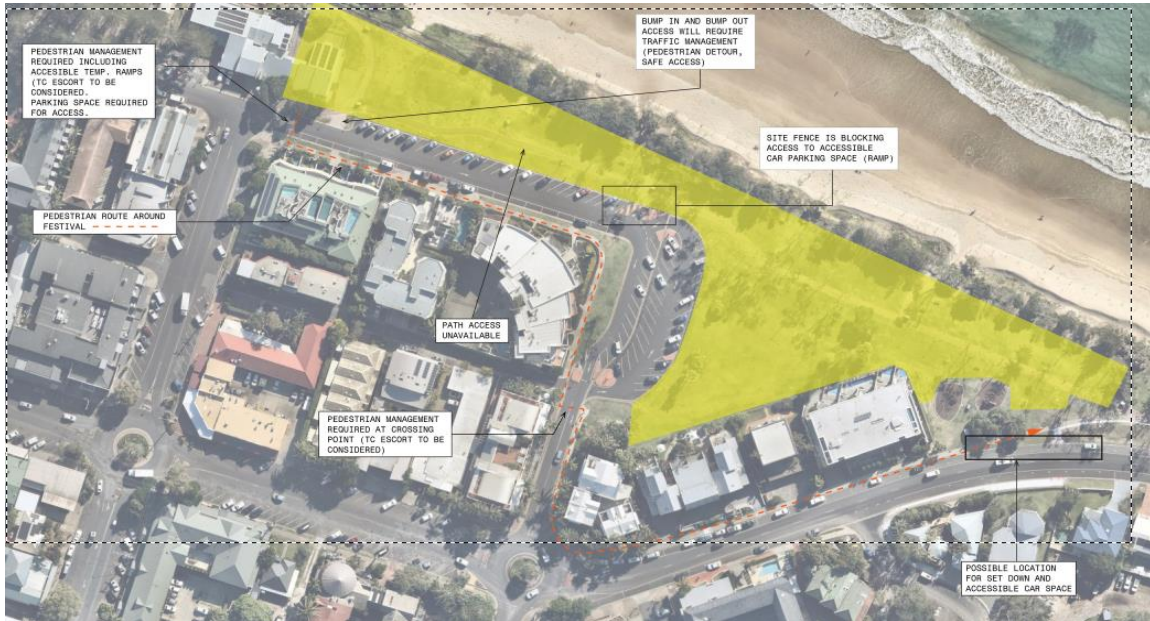 PEDESTRIAN MANAGEMENT
REQUIRED INCLUDING
ACCESIBLE TEMP. RAMPS
(TC ESCORT TO BE
CONSIDERED.
PARKING SPACE REQUIRED
FOR ACCESS.
BUMP IN AND BUMP OUT
ACCESS WILL REQUIRE
TRAFFIC MANAGEMENT
(PEDESTRIAN DETOUR,
SAFE ACCESS)
SITE FENCE IS BLOCKING
ACCESS TO ACCESSIBLE
CAR PARKING SPACE (RAMP)
PEDESTRIAN ROUTE AROUND
FESTIVAL
PATH ACCESS
UNAVAILABLE
PEDESTRIAN MANAGEMENT
REQUIRED AT CROSSING
POINT (TC ESCORT TO BE
CONSIDERED)
POSSIBLE LOCATION
FOR SET DOWN AND
ACCESSIBLE CAR SPACE